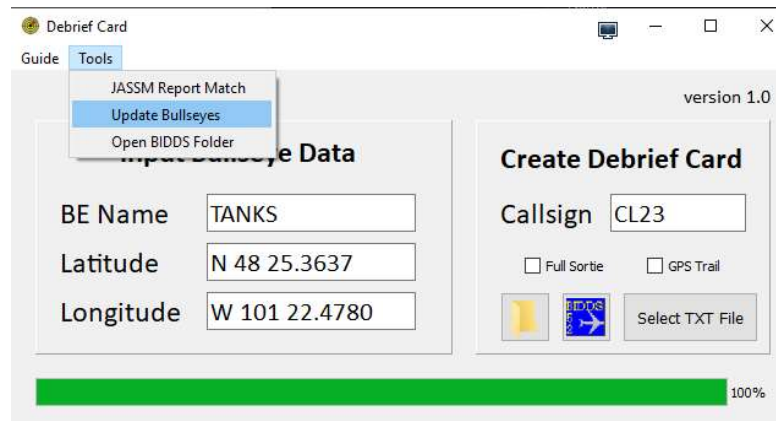 Debrief Card
Guide Tools
JASSM Report Match
Update Bullseyes
Open BIDDS Folder
version 1.0
Input Bullseye Data
BE Name TANKS
Latitude N 48 25.3637
Longitude W 101 22.4780
Create Debrief Card
Callsign CL23
Full Sortie GPS Trail
BIDDS
Select TXT File
100%